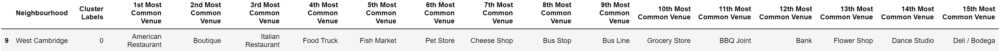 Neighbourhood Cluster Labels 1st Most Common Venue 2nd Most Common Venue 3rd Most Common Venue 4th Most Common Venue 5th Most Common Venue 6th Most Common Venue 7th Most Common Venue 8th Most Common Venue 9th Most Common Venue 10th Most Common Venue 11th Most Common Venue 12th Most Common Venue 13th Most Common Venue 14th Most Common Venue 15th Most Common Venue
9 West Cambridge 0 American Restaurant Boutique Italian Restaurant Food Truck Fish Market Pet Store Cheese Shop Bus Stop Bus Line Grocery Store BBQ Joint Bank Flower Shop Dance Studio Deli / Bodega